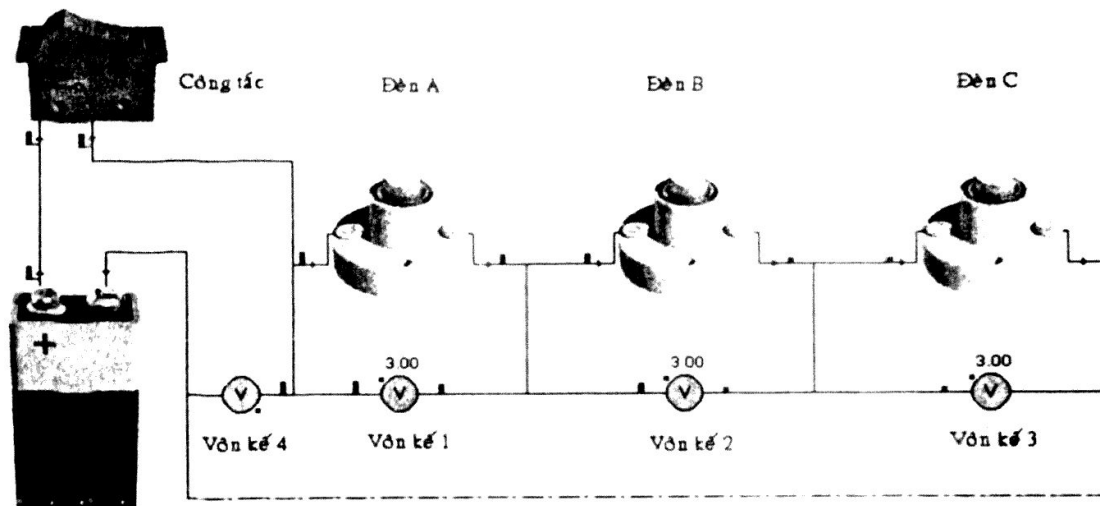 Công tắc
Đèn A
Đèn B
Đèn C
+
3.00
3.00
3.00
V
V
V
V
Vôn kế 4
Vôn kế 1
Vôn kế 2
Vôn kế 3